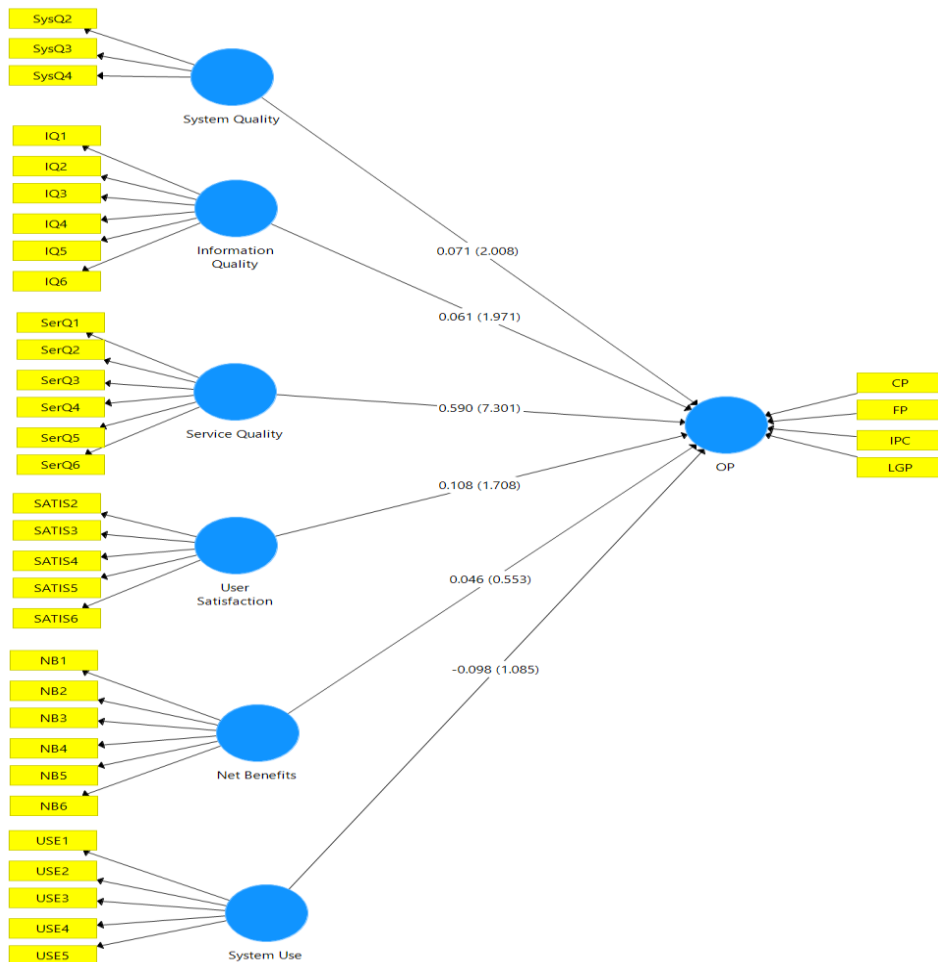 SysQ2
SysQ3
SysQ4
System Quality
IQ1
IQ2
IQ3
IQ4
IQ5
IQ6
Information
Quality
SerQ1
SerQ2
SerQ3
SerQ4
SerQ5
SerQ6
Service Quality
SATIS2
SATIS3
SATIS4
SATIS5
SATIS6
User
Satisfaction
NB1
NB2
NB3
NB4
NB5
NB6
Net Benefits
USE1
USE2
USE3
USE4
USE5
System Use
0.071 (2.008)
0.061 (1.971)
0.590 (7.301)
0.108 (1.708)
0.046 (0.553)
-0.098 (1.085)
OP
CP
FP
IPC
LGP